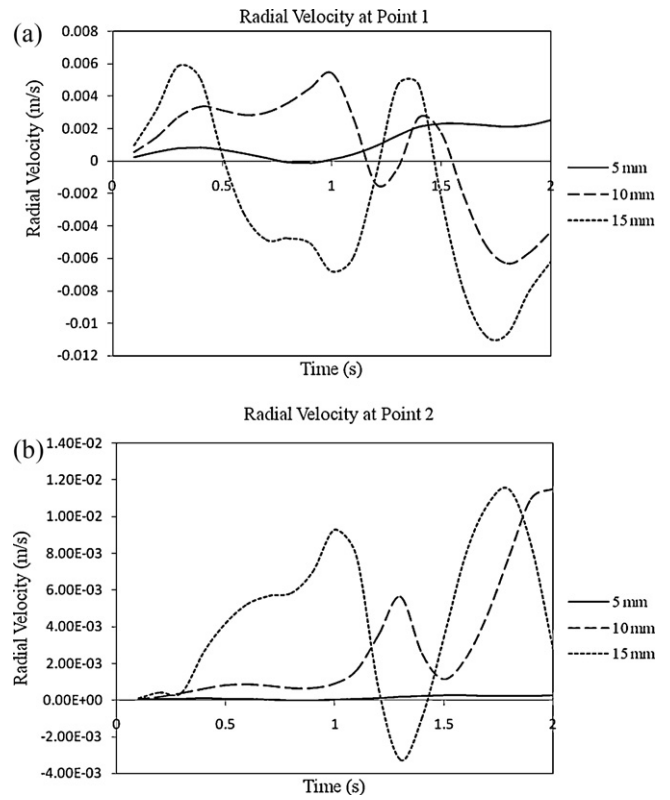 (a)
Radial Velocity at Point 1
0.008
0.006
0.004
0.002
0
-0.002
-0.004
-0.006
-0.008
-0.01
-0.012
Radial Velocity (m/s)
0 0.5 1 1.5 2
Time (s)
5 mm
10 mm
15 mm
(b)
Radial Velocity at Point 2
1.40E-02
1.20E-02
1.00E-02
8.00E-03
6.00E-03
4.00E-03
2.00E-03
0.00E+00
-2.00E-03
-4.00E-03
Radial Velocity (m/s)
0 0.5 1 1.5 2
Time (s)
5 mm
10 mm
15 mm